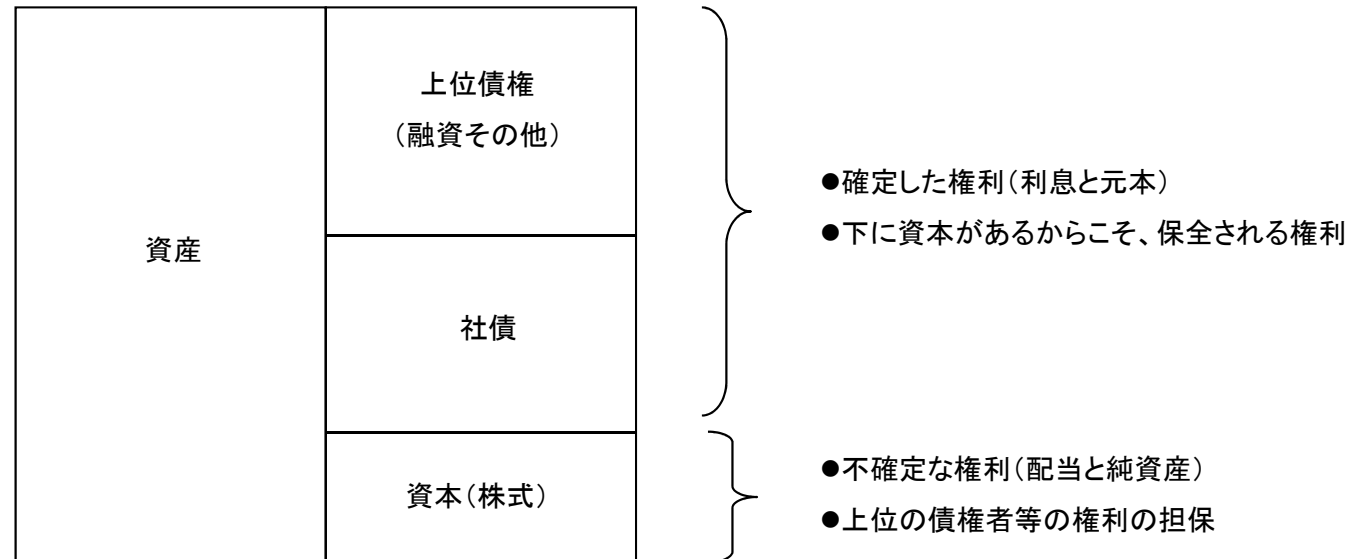 上位債権
（融資その他）
資産
社債
資本（株式）
●確定した権利（利息と元本）
●下に資本があるからこそ、保全される権利
●不確定な権利（配当と純資産）
●上位の債権者等の権利の担保